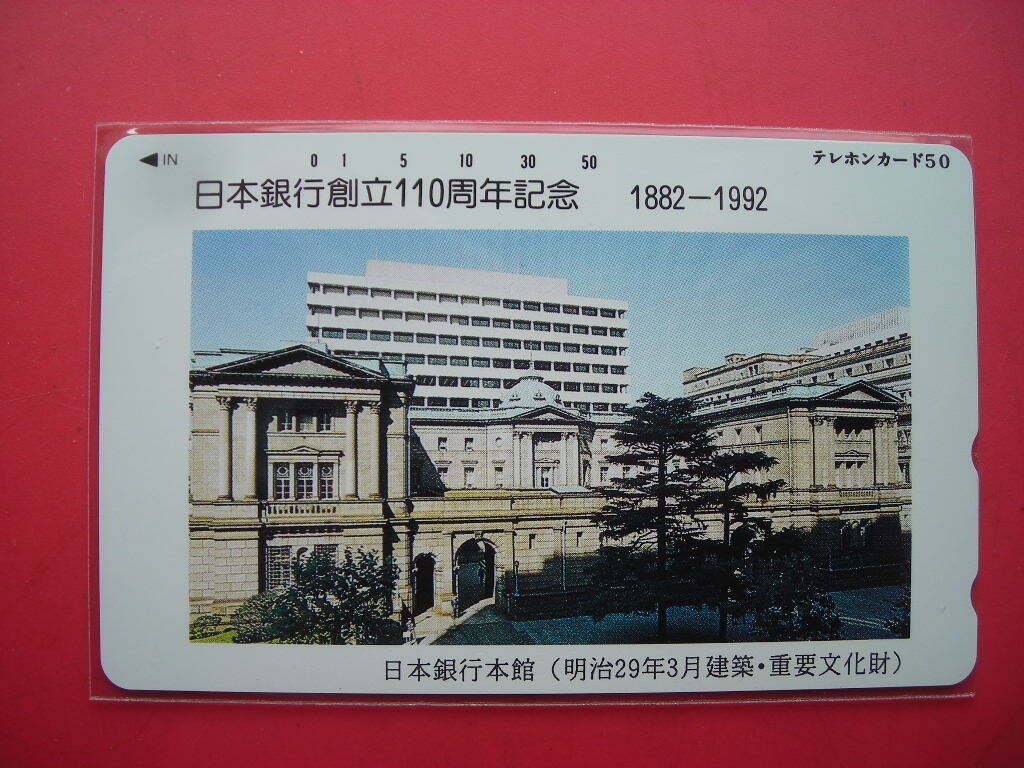 ◀IN
0 1 5 10 30 50
テレホンカード50
日本銀行創立110周年記念 1882−1992
日本銀行本館（明治29年3月建築・重要文化財）